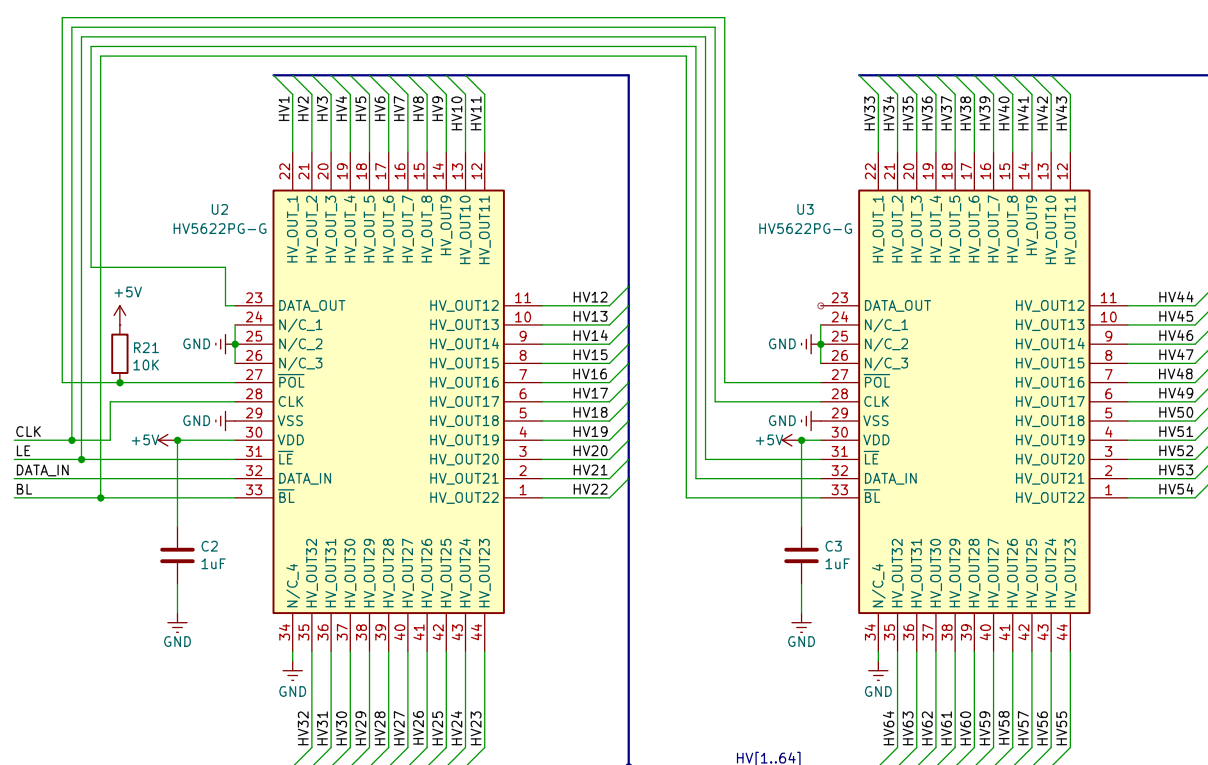 HV1
HV2
HV3
HV4
HV5
HV6
HV7
HV8
HV9
HV10
HV11
22
21
20
19
18
17
16
15
14
13
12
U2
HV5622PG-G
HV_OUT_1
HV_OUT_2
HV_OUT_3
HV_OUT_4
HV_OUT_5
HV_OUT_6
HV_OUT_7
HV_OUT_8
HV_OUT9
HV_OUT10
HV_OUT11
+5V
R21
10K
GND
GND
+5V
CLK
LE
DATA_IN
BL
23 DATA_OUT
24 N/C_1
25 N/C_2
26 N/C_3
27 POL
28 CLK
29 VSS
30 VDD
31 LE
32 DATA_IN
33 BL
HV_OUT12 11 HV12
HV_OUT13 10 HV13
HV_OUT14 9 HV14
HV_OUT15 8 HV15
HV_OUT16 7 HV16
HV_OUT17 6 HV17
HV_OUT18 5 HV18
HV_OUT19 4 HV19
HV_OUT20 3 HV20
HV_OUT21 2 HV21
HV_OUT22 1 HV22
C2
1uF
GND
N/C_4
HV_OUT32
HV_OUT31
HV_OUT30
HV_OUT29
HV_OUT28
HV_OUT27
HV_OUT26
HV_OUT25
HV_OUT24
HV_OUT23
34
35
36
37
38
39
40
41
42
43
44
GND
HV32
HV31
HV30
HV29
HV28
HV27
HV26
HV25
HV24
HV23
HV33
HV34
HV35
HV36
HV37
HV38
HV39
HV40
HV41
HV42
HV43
22
21
20
19
18
17
16
15
14
13
12
U3
HV5622PG-G
HV_OUT_1
HV_OUT_2
HV_OUT_3
HV_OUT_4
HV_OUT_5
HV_OUT_6
HV_OUT_7
HV_OUT_8
HV_OUT9
HV_OUT10
HV_OUT11
GND
GND
+5V
23 DATA_OUT
24 N/C_1
25 N/C_2
26 N/C_3
27 POL
28 CLK
29 VSS
30 VDD
31 LE
32 DATA_IN
33 BL
HV_OUT12 11 HV44
HV_OUT13 10 HV45
HV_OUT14 9 HV46
HV_OUT15 8 HV47
HV_OUT16 7 HV48
HV_OUT17 6 HV49
HV_OUT18 5 HV50
HV_OUT19 4 HV51
HV_OUT20 3 HV52
HV_OUT21 2 HV53
HV_OUT22 1 HV54
C3
1uF
GND
N/C_4
HV_OUT32
HV_OUT31
HV_OUT30
HV_OUT29
HV_OUT28
HV_OUT27
HV_OUT26
HV_OUT25
HV_OUT24
HV_OUT23
34
35
36
37
38
39
40
41
42
43
44
GND
HV64
HV63
HV62
HV61
HV60
HV59
HV58
HV57
HV56
HV55
HV[1..64]